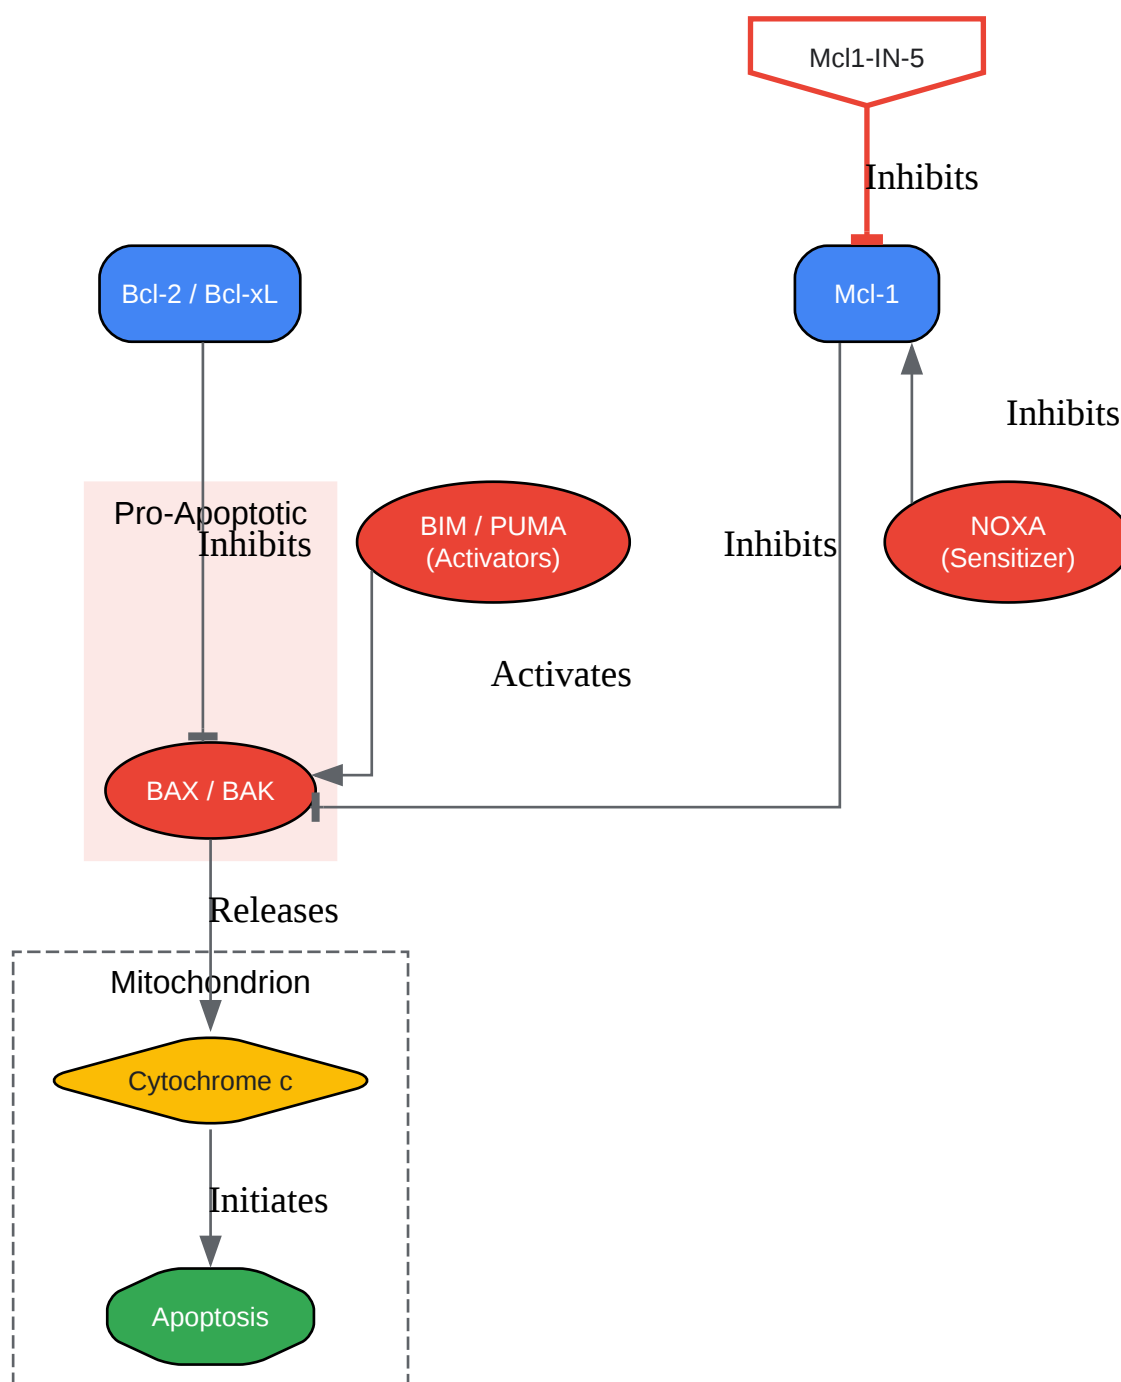 Mcl1-IN-5
Inhibits
Bcl-2 / Bcl-xL
Mcl-1
Inhibits
Pro-Apoptotic
Inhibits
BIM / PUMA
(Activators)
Inhibits
NOXA
(Sensitizer)
Activates
BAX / BAK
Releases
Mitochondrion
Cytochrome c
Initiates
Apoptosis